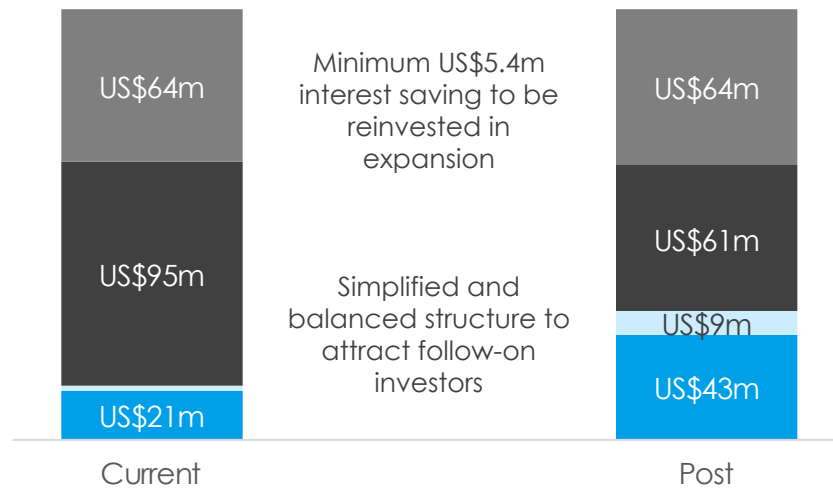 US$64m
US$95m
US$21m
Current
Minimum US$5.4m
interest saving to be
reinvested in
expansion
Simplified and
balanced structure to
attract follow-on
investors
US$64m
US$61m
US$9m
US$43m
Post